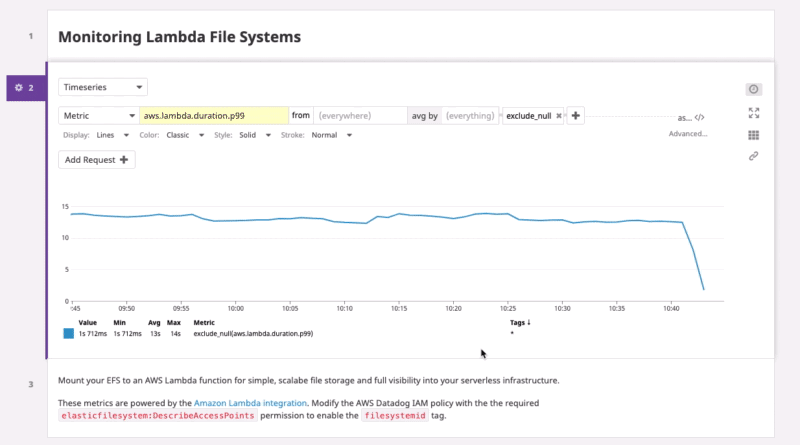 1
Monitoring Lambda File Systems
2
Timeseries
Metric aws.lambda.duration.p99 from (everywhere) avg by (everything) exclude_null as...
Display: Lines Color: Classic Style: Solid Stroke: Normal Advanced...
Add Request
15
10
5
0
:45 09:50 09:55 10:00 10:05 10:10 10:15 10:20 10:25 10:30 10:35 10:40
Value Min Avg Max Metric Tags ↓
1s 712ms 1s 712ms 13s 14s exclude_null(aws.lambda.duration.p99) *
3
Mount your EFS to an AWS Lambda function for simple, scalabe file storage and full visibility into your serverless infrastructure.
These metrics are powered by the Amazon Lambda integration. Modify the AWS Datadog IAM policy with the the required
elasticfilesystem:DescribeAccessPoints permission to enable the filesystemid tag.